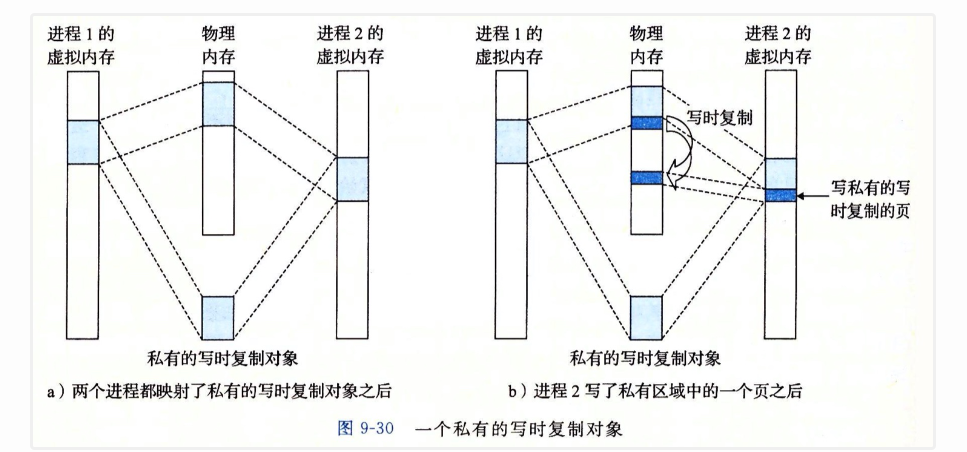 进程 1 的
虚拟内存
物理
内存
进程 2 的
虚拟内存
私有的写时复制对象
a）两个进程都映射了私有的写时复制对象之后
进程 1 的
虚拟内存
物理
内存
进程 2 的
虚拟内存
写时复制
写私有的写
时复制的页
私有的写时复制对象
b）进程 2 写了私有区域中的一个页之后
图 9-30 一个私有的写时复制对象